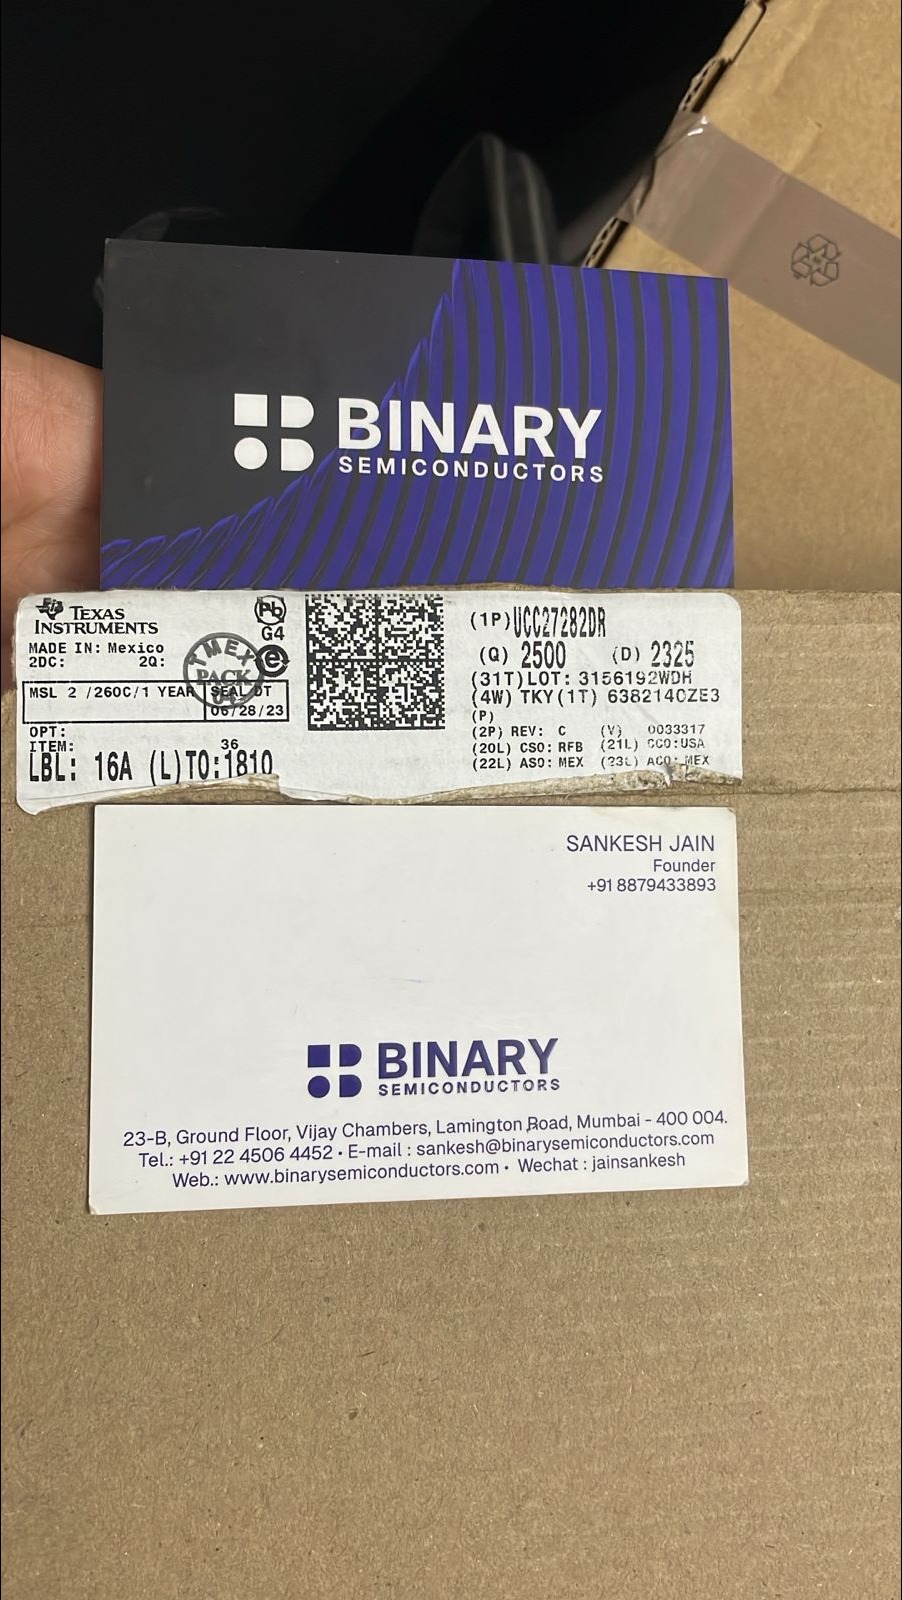 BINARY
SEMICONDUCTORS
TEXAS
INSTRUMENTS
MADE IN: Mexico
2DC: 2Q:
Pb
G4
e
TMEX
PACK
MSL 2 /260C/1 YEAR
SEAL DT
06/28/23
OPT:
ITEM:
36
LBL: 16A (L)TO:1810
(1P)UCC27282DR
(Q) 2500 (D) 2325
(31T)LOT: 3156192WDH
(4W) TKY(1T) 6382140ZE3
(P)
(2P) REV: C (V) 0033317
(20L) CSO: RFB (21L) CCO:USA
(22L) ASO: MEX (23L) ACO: MEX
SANKESH JAIN
Founder
+91 8879433893
BINARY
SEMICONDUCTORS
23-B, Ground Floor, Vijay Chambers, Lamington Road, Mumbai - 400 004.
Tel.: +91 22 4506 4452 • E-mail : sankesh@binarysemiconductors.com
Web.: www.binarysemiconductors.com • Wechat : jainsankesh